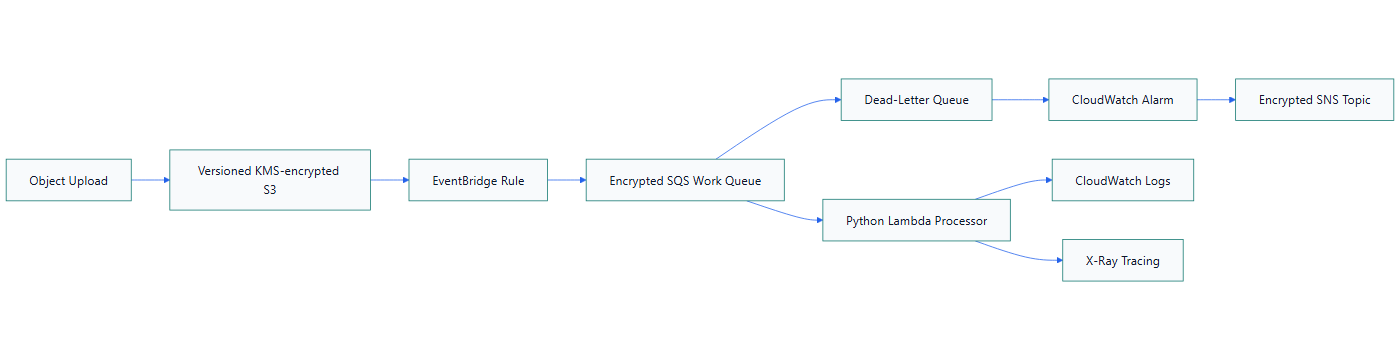 Object Upload
Versioned KMS-encrypted
S3
EventBridge Rule
Encrypted SQS Work Queue
Dead-Letter Queue
CloudWatch Alarm
Encrypted SNS Topic
Python Lambda Processor
CloudWatch Logs
X-Ray Tracing